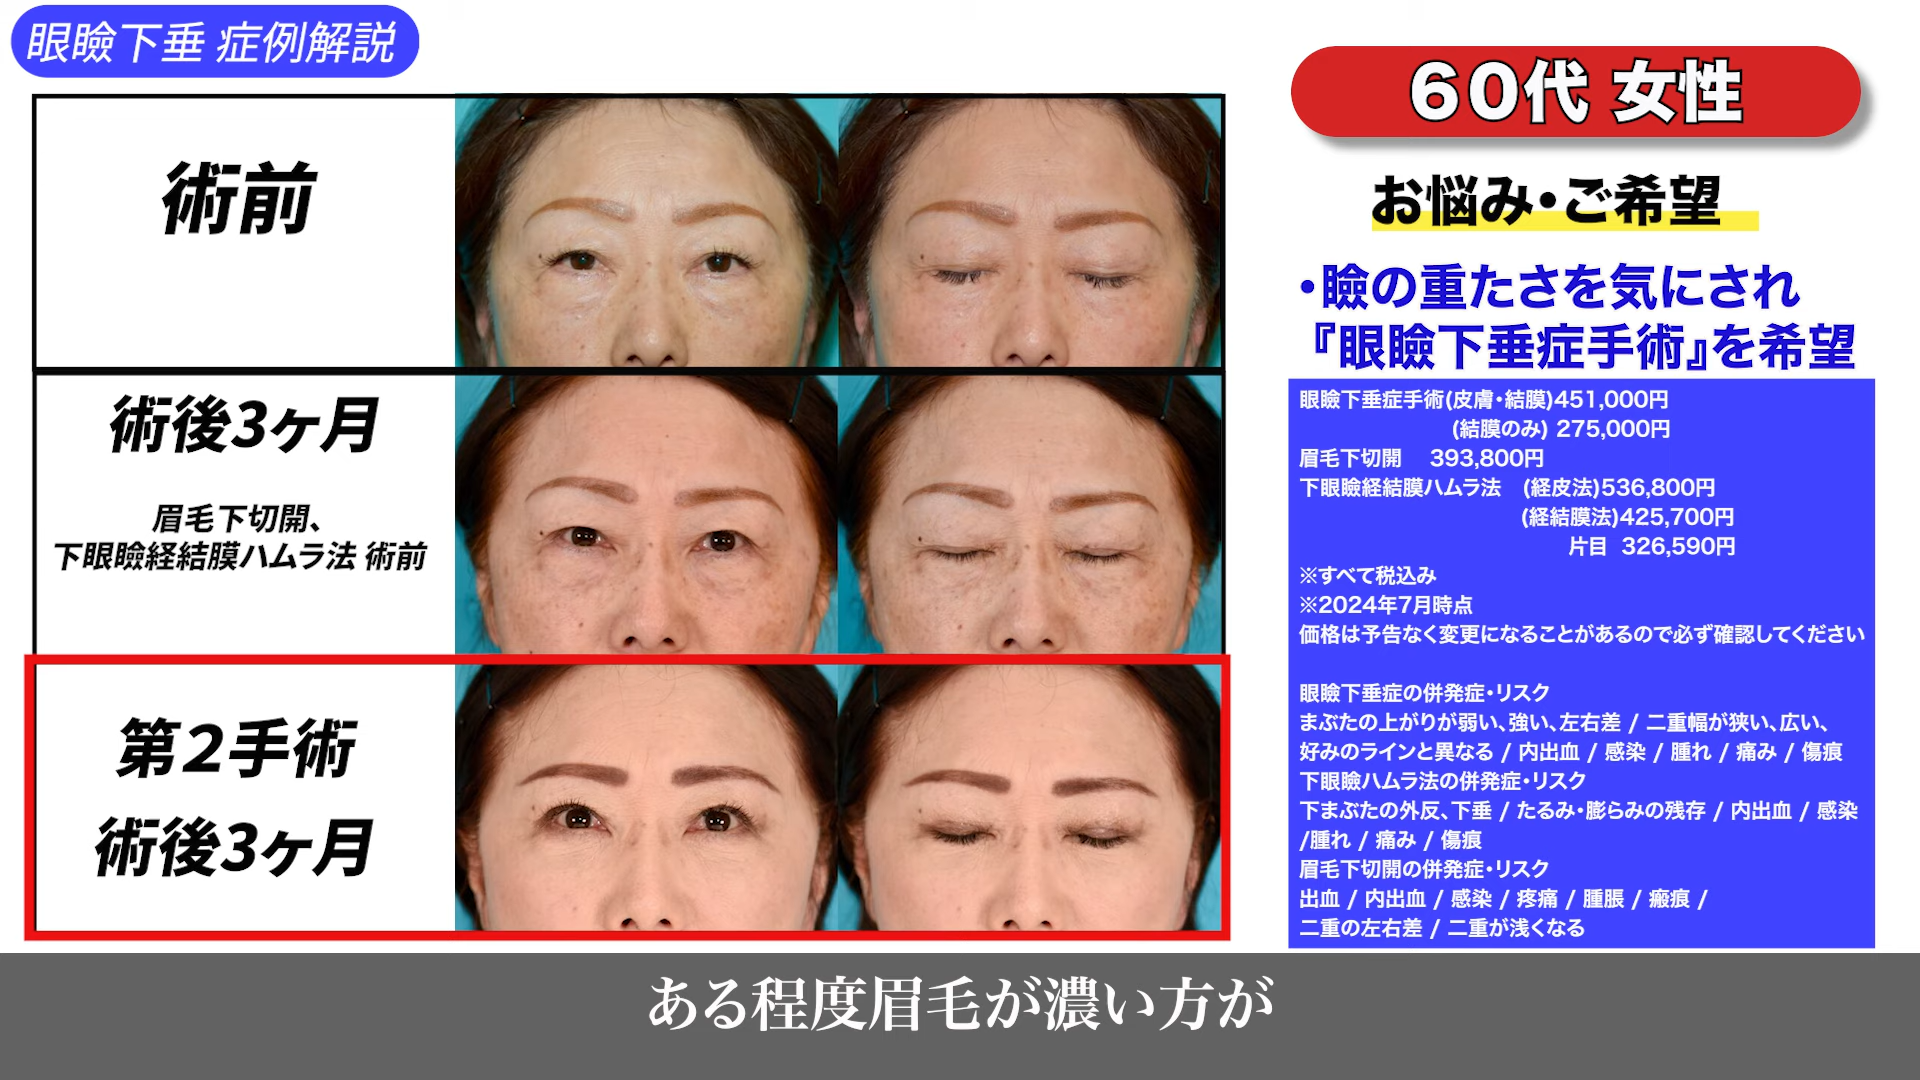 眼瞼下垂 症例解説
術前
術後3ヶ月
眉毛下切開、
下眼瞼経結膜ハムラ法 術前
第2手術
術後3ヶ月
60代 女性
お悩み・ご希望
・瞼の重たさを気にされ
『眼瞼下垂症手術』を希望
眼瞼下垂症手術(皮膚・結膜)451,000円
(結膜のみ) 275,000円
眉毛下切開 393,800円
下眼瞼経結膜ハムラ法 (経皮法)536,800円
(経結膜法)425,700円
片目 326,590円
※すべて税込み
※2024年7月時点
価格は予告なく変更になることがあるので必ず確認してください
眼瞼下垂症の併発症・リスク
まぶたの上がりが弱い、強い、左右差 / 二重幅が狭い、広い、
好みのラインと異なる / 内出血 / 感染 / 腫れ / 痛み / 傷痕
下眼瞼ハムラ法の併発症・リスク
下まぶたの外反、下垂 / たるみ・膨らみの残存 / 内出血 / 感染
/腫れ / 痛み / 傷痕
眉毛下切開の併発症・リスク
出血 / 内出血 / 感染 / 疼痛 / 腫脹 / 瘢痕 /
二重の左右差 / 二重が浅くなる
ある程度眉毛が濃い方が